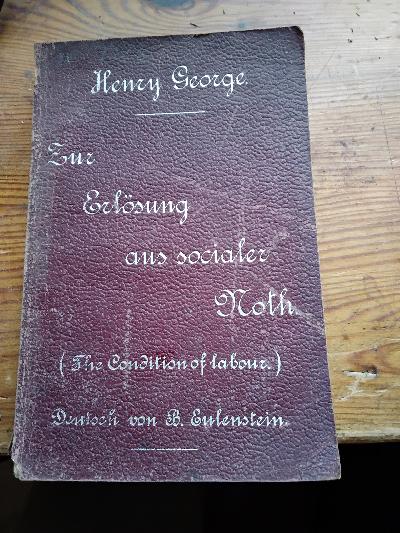 Henry George.
Zur
Erlösung
aus socialer
Noth.
(The Condition of labour.)
Deutsch von B. Eulenstein.